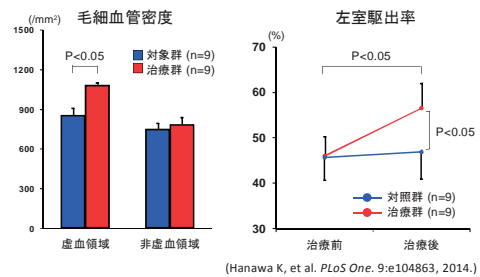 毛細血管密度
(/mm²)
1500
1200
900
600
300
0
P<0.05
対象群 (n=9)
治療群 (n=9)
虚血領域
非虚血領域
左室駆出率
(%)
70
60
50
40
30
P<0.05
P<0.05
対照群 (n=9)
治療群 (n=9)
治療前
治療後
(Hanawa K, et al. PLoS One. 9:e104863, 2014.)